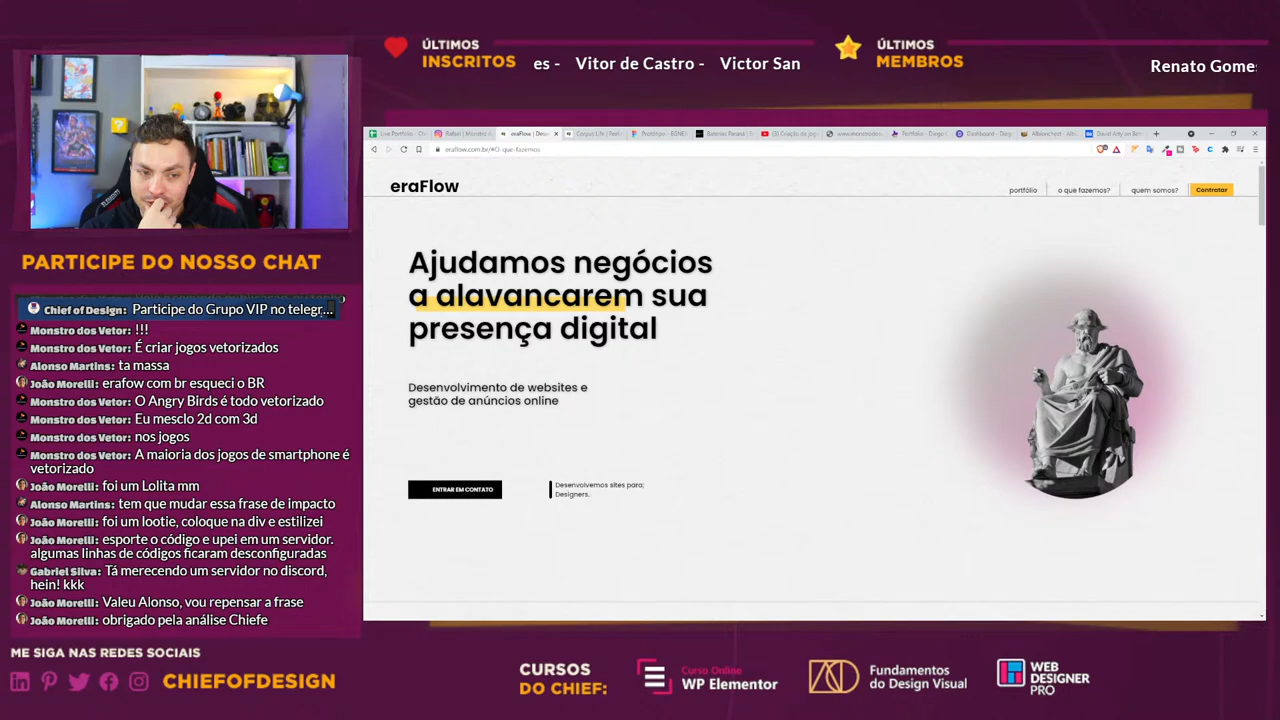 ÚLTIMOS
INSCRITOS
es - Vitor de Castro - Victor San
ÚLTIMOS
MEMBROS
Renato Gomes
PARTICIPE DO NOSSO CHAT
Chief of Design: Participe do Grupo VIP no telegr...
Monstro dos Vetor: !!!
Monstro dos Vetor: É criar jogos vetorizados
Alonso Martins: ta massa
João Morelli: erafow com br esqueci o BR
Monstro dos Vetor: O Angry Birds é todo vetorizado
Monstro dos Vetor: Eu mesclo 2d com 3d
Monstro dos Vetor: nos jogos
Monstro dos Vetor: A maioria dos jogos de smartphone é
vetorizado
João Morelli: foi um Lolita mm
Alonso Martins: tem que mudar essa frase de impacto
João Morelli: foi um lootie, coloque na div e estilizei
João Morelli: esporte o código e upei em um servidor.
algumas linhas de códigos ficaram desconfiguradas
Gabriel Silva: Tá merecendo um servidor no discord,
hein! kkk
João Morelli: Valeu Alonso, vou repensar a frase
João Morelli: obrigado pela análise Chiefe
eraflow.com.br/#O-que-fazemos
eraFlow
portfólio
o que fazemos?
quem somos?
Contratar
Ajudamos negócios
a alavancarem sua
presença digital
Desenvolvimento de websites e
gestão de anúncios online
ENTRAR EM CONTATO
Desenvolvemos sites para;
Designers.
ME SIGA NAS REDES SOCIAIS
CHIEFOFDESIGN
CURSOS
DO CHIEF:
Curso Online
WP Elementor
Fundamentos
do Design Visual
WEB
DESIGNER
PRO